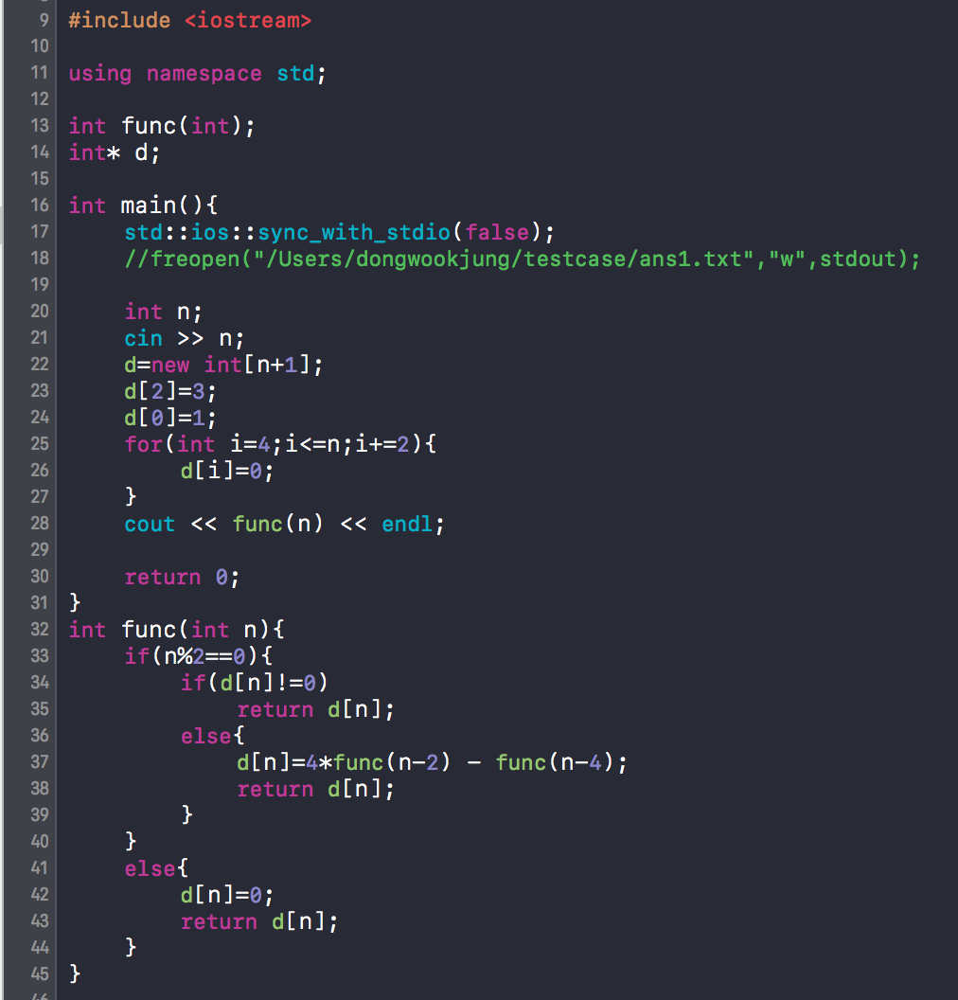 9 #include <iostream>
10
11 using namespace std;
12
13 int func(int);
14 int* d;
15
16 int main(){
17     std::ios::sync_with_stdio(false);
18     //freopen("/Users/dongwookjung/testcase/ans1.txt","w",stdout);
19
20     int n;
21     cin >> n;
22     d=new int[n+1];
23     d[2]=3;
24     d[0]=1;
25     for(int i=4;i<=n;i+=2){
26         d[i]=0;
27     }
28     cout << func(n) << endl;
29
30     return 0;
31 }
32 int func(int n){
33     if(n%2==0){
34         if(d[n]!=0)
35             return d[n];
36         else{
37             d[n]=4*func(n-2) - func(n-4);
38             return d[n];
39         }
40     }
41     else{
42         d[n]=0;
43         return d[n];
44     }
45 }